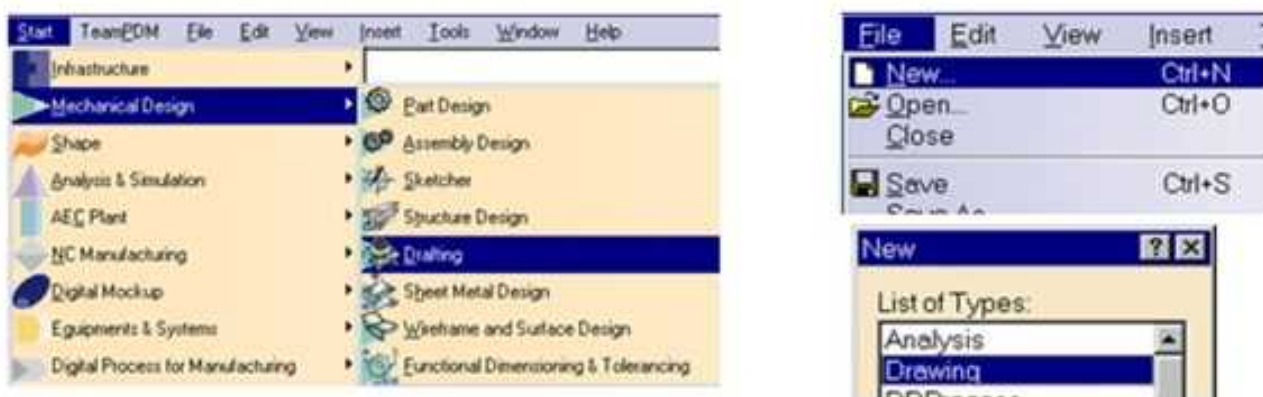 Start TeamPDM File Edit View Insert Tools Window Help
Infrastructure
Mechanical Design
Shape
Analysis & Simulation
AEC Plant
NC Manufacturing
Digital Mockup
Equipments & Systems
Digital Process for Manufacturing
Part Design
Assembly Design
Sketcher
Structure Design
Drafting
Sheet Metal Design
Wireframe and Surface Design
Functional Dimensioning & Tolerancing
File Edit View Insert
New... Ctrl+N
Open... Ctrl+O
Close
Save Ctrl+S
New
List of Types:
Analysis
Drawing